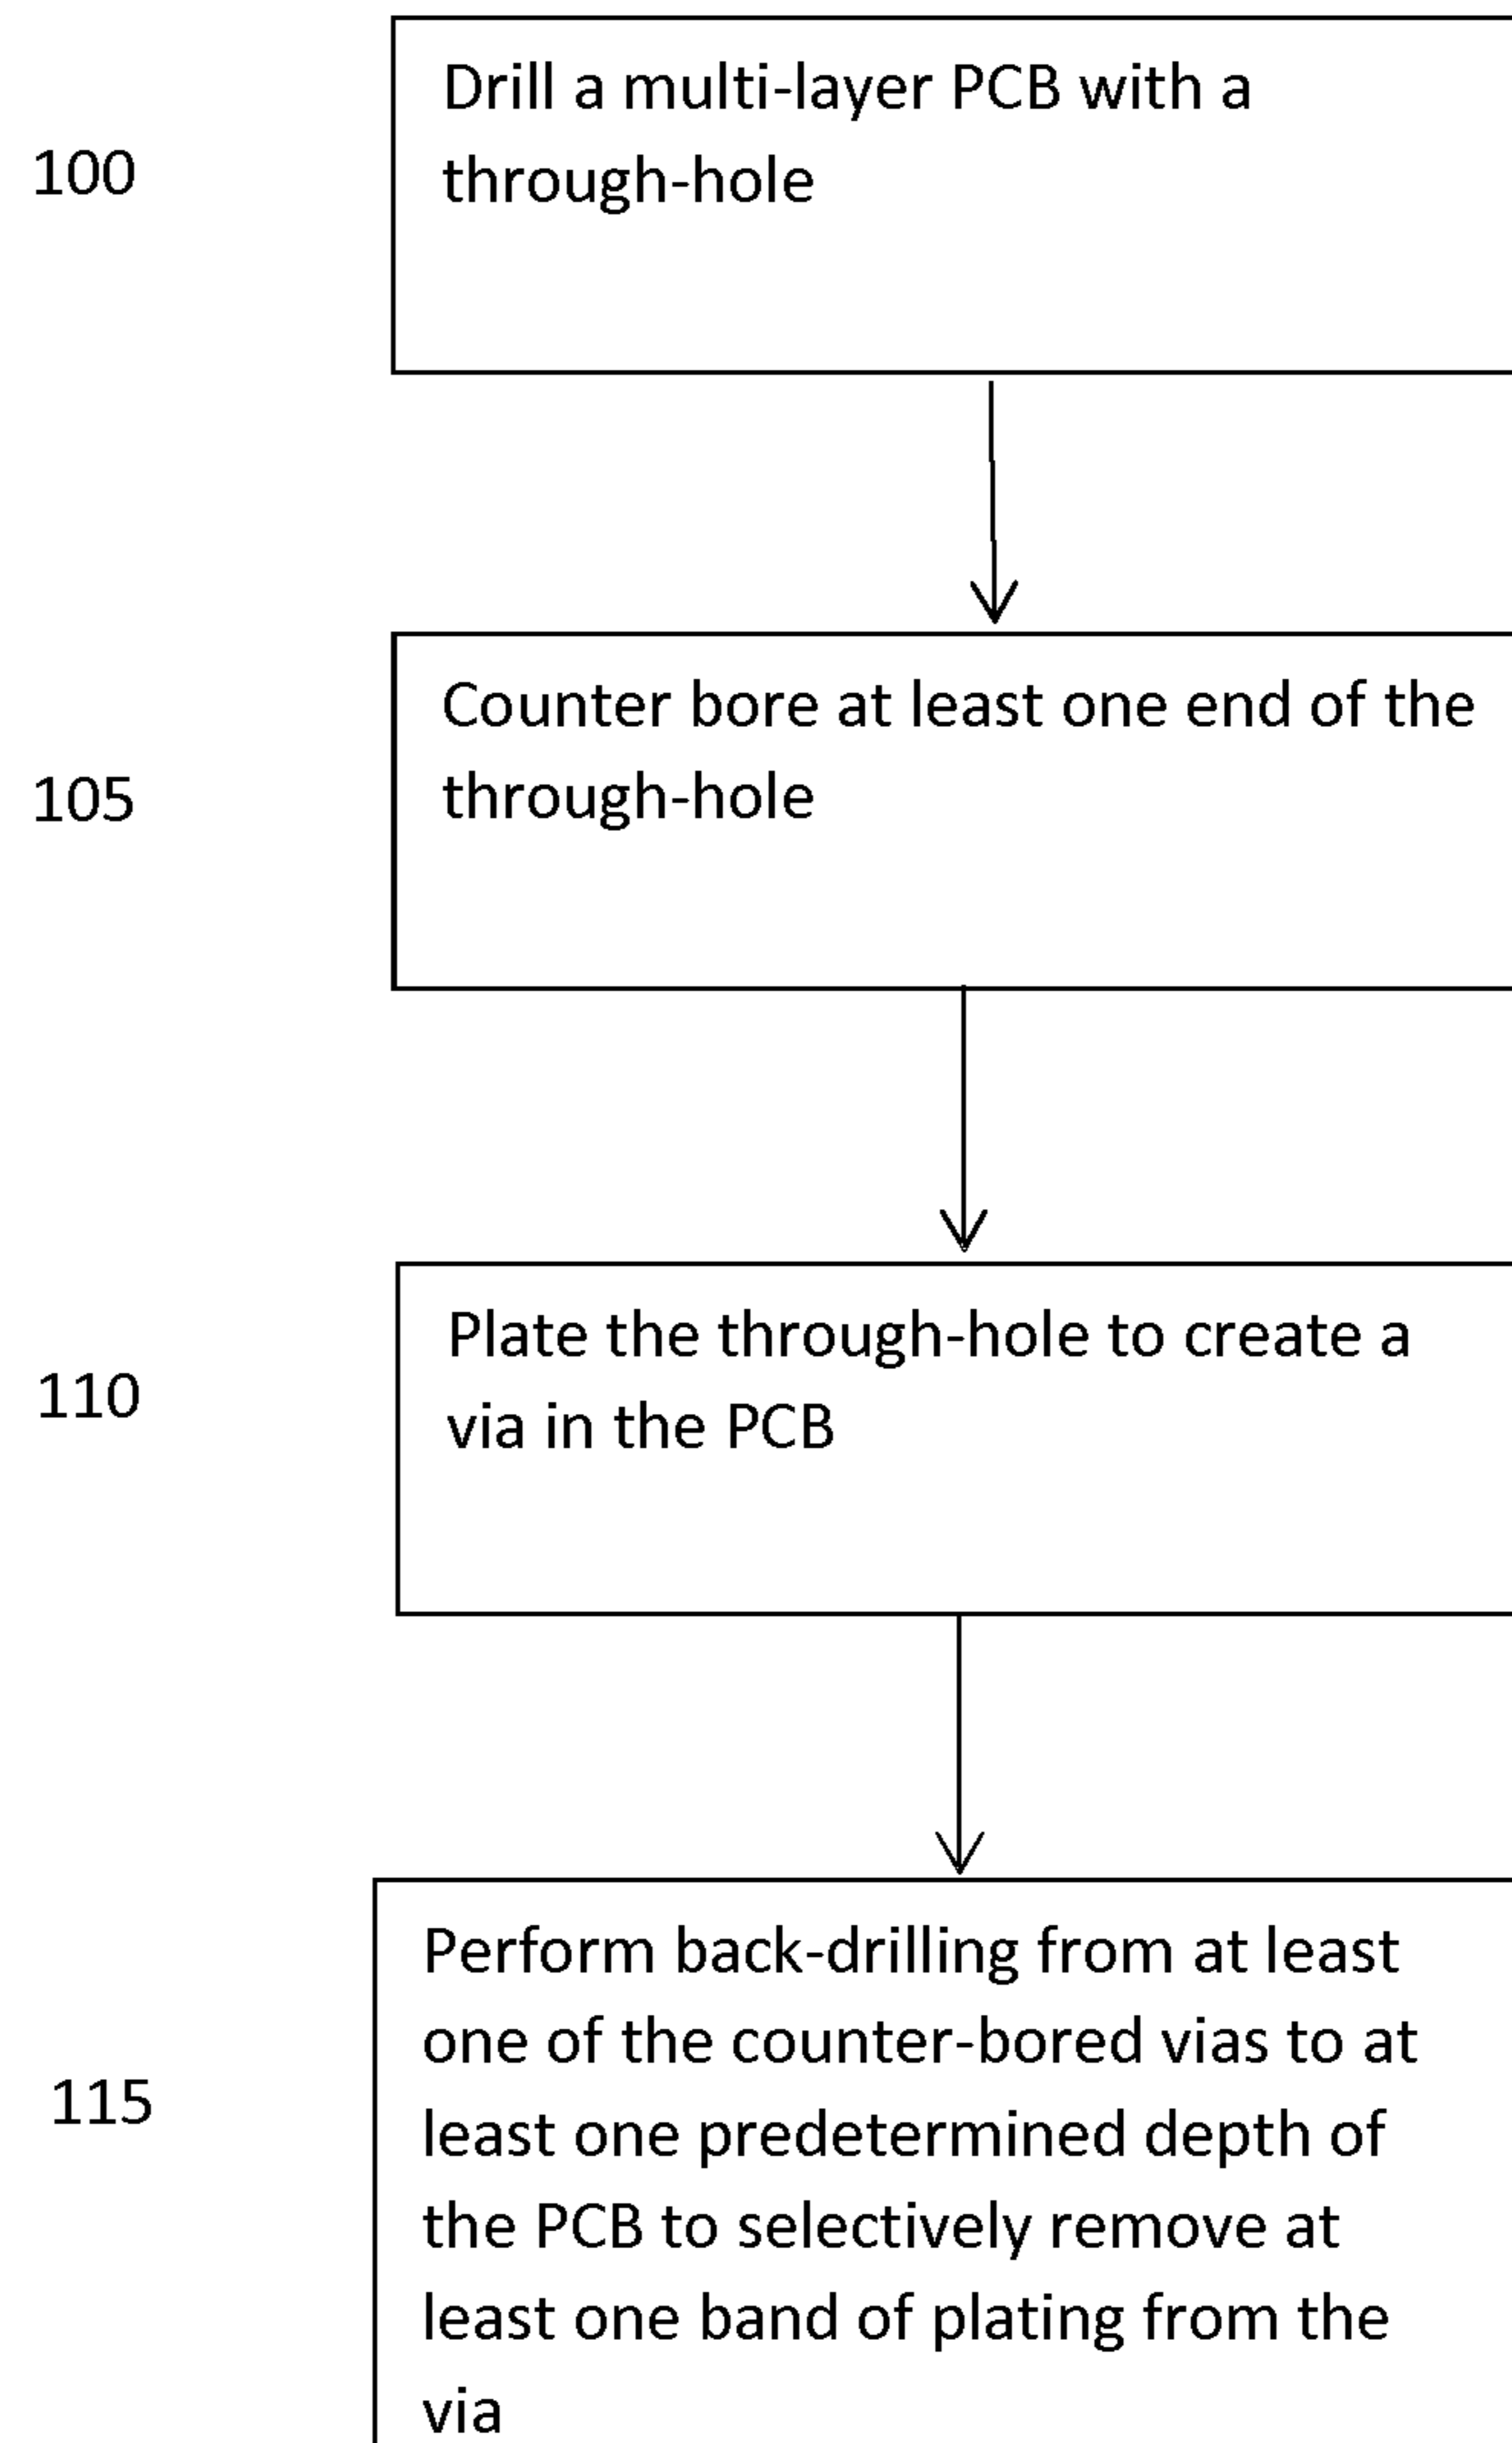 Drill a multi-layer PCB with a
through-hole
100
Counter bore at least one end of the
through-hole
105
Plate the through-hole to create a
via in the PCB
110
Perform back-drilling from at least
one of the counter-bored vias to at
least one predetermined depth of
the PCB to selectively remove at
least one band of plating from the
via
115